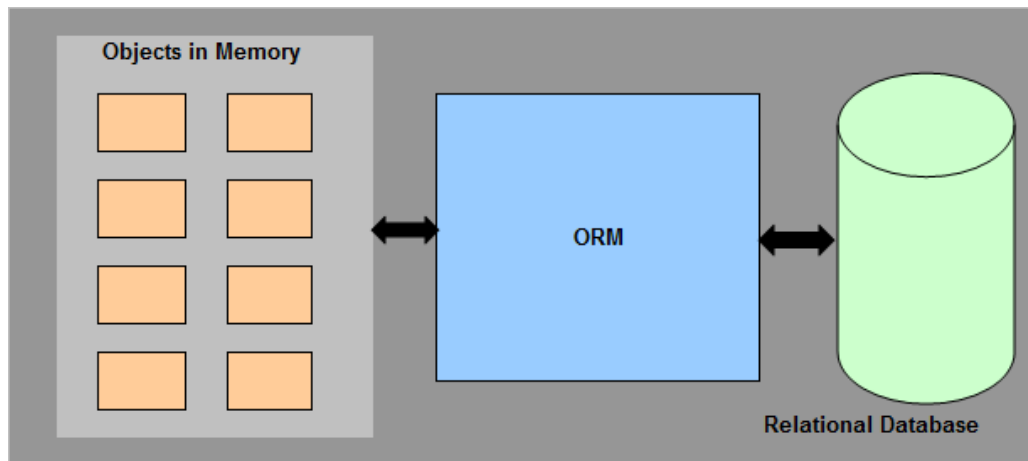 Objects in Memory
ORM
Relational Database